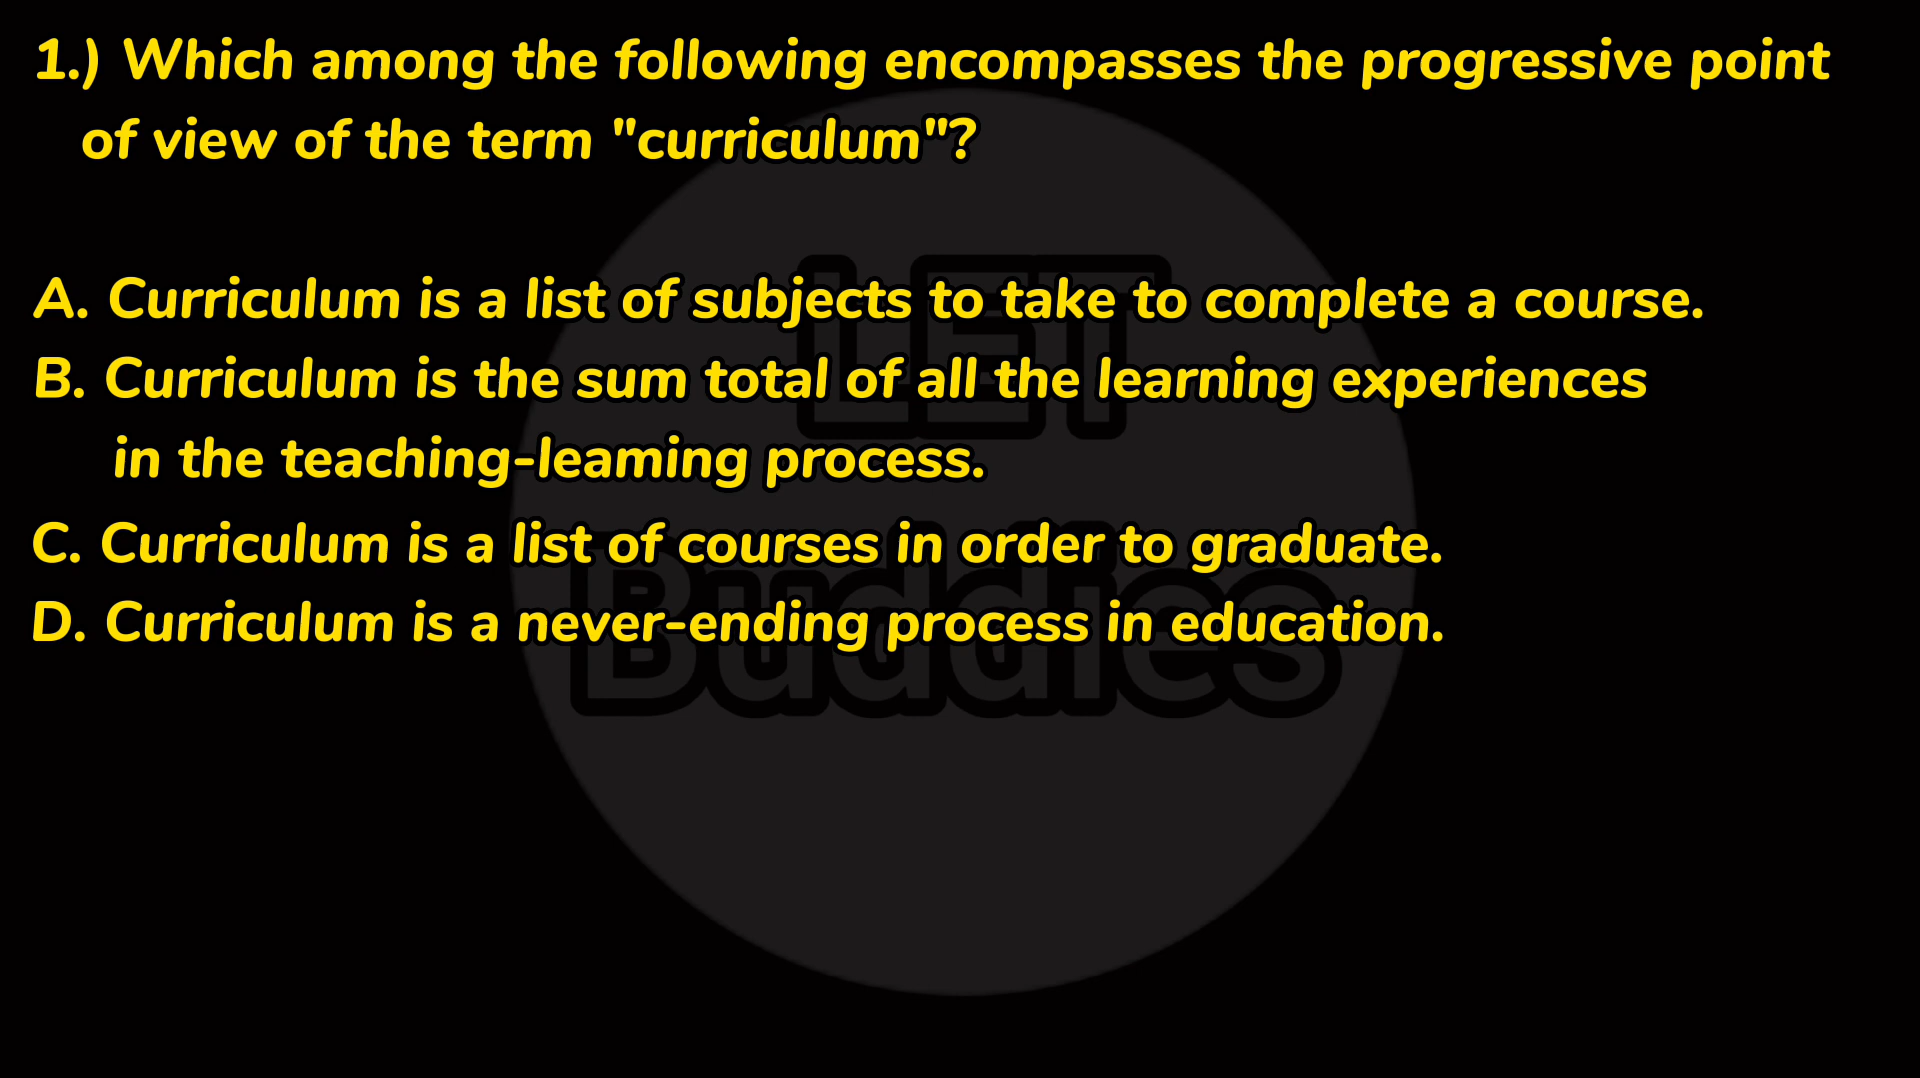 1.) Which among the following encompasses the progressive point
of view of the term "curriculum"?
A. Curriculum is a list of subjects to take to complete a course.
B. Curriculum is the sum total of all the learning experiences
in the teaching-leaming process.
C. Curriculum is a list of courses in order to graduate.
D. Curriculum is a never-ending process in education.
LET
Buddies